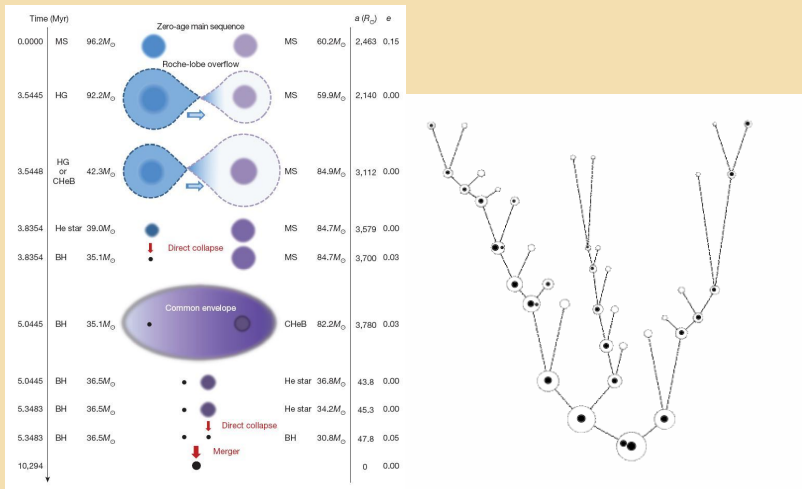 Time (Myr) a (R⊙) e
Zero-age main sequence
0.0000 MS 96.2M⊙ MS 60.2M⊙ 2,463 0.15
Roche-lobe overflow
3.5445 HG 92.2M⊙ MS 59.9M⊙ 2,140 0.00
3.5448 HG or CHeB 42.3M⊙ MS 84.9M⊙ 3,112 0.00
3.8354 He star 39.0M⊙ MS 84.7M⊙ 3,579 0.00
Direct collapse
3.8354 BH 35.1M⊙ MS 84.7M⊙ 3,700 0.03
Common envelope
5.0445 BH 35.1M⊙ CHeB 82.2M⊙ 3,780 0.03
5.0445 BH 36.5M⊙ He star 36.8M⊙ 43.8 0.00
5.3483 BH 36.5M⊙ He star 34.2M⊙ 45.3 0.00
Direct collapse
5.3483 BH 36.5M⊙ BH 30.8M⊙ 47.8 0.05
Merger
10,294 0 0.00